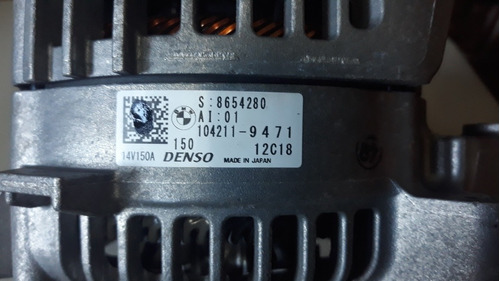 S:8654280
AI:01
104211-9471
150 12C18
14V150A DENSO MADE IN JAPAN